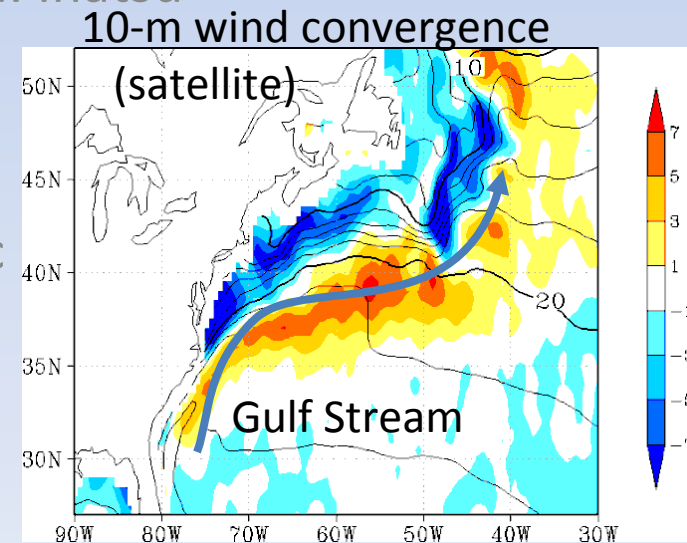 10-m wind convergence
(satellite)
10
50N
45N
40N
20
35N
Gulf Stream
30N
90W 80W 70W 60W 50W 40W 30W
7
5
3
1